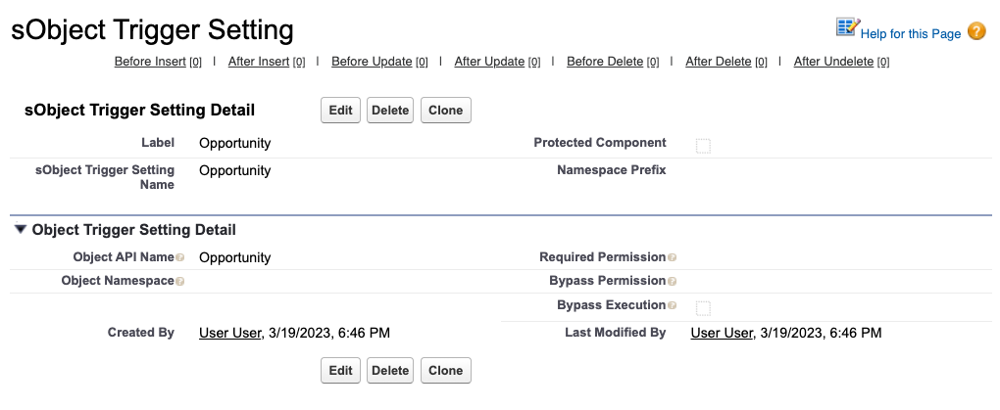 sObject Trigger Setting
Help for this Page ?
Before Insert [0] | After Insert [0] | Before Update [0] | After Update [0] | Before Delete [0] | After Delete [0] | After Undelete [0]
sObject Trigger Setting Detail Edit Delete Clone
Label Opportunity Protected Component
sObject Trigger Setting Name Opportunity Namespace Prefix
Object Trigger Setting Detail
Object API Name ? Opportunity Required Permission ?
Object Namespace ? Bypass Permission ?
Bypass Execution ?
Created By User User, 3/19/2023, 6:46 PM Last Modified By User User, 3/19/2023, 6:46 PM
Edit Delete Clone